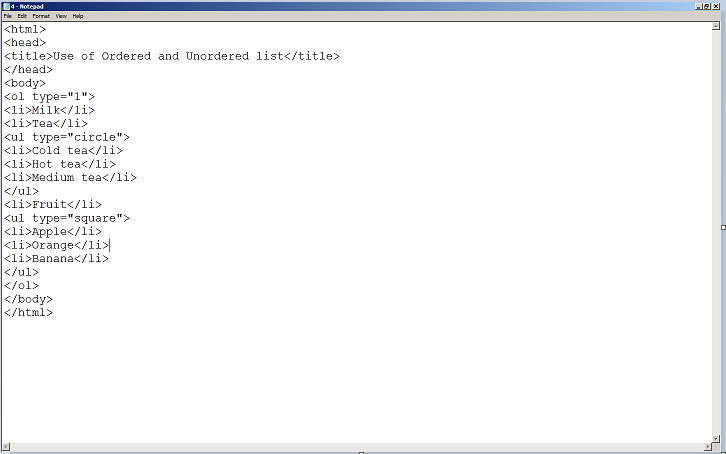 4 - Notepad
File Edit Format View Help
<html>
<head>
<title>Use of Ordered and Unordered list</title>
</head>
<body>
<ol type="1">
<li>Milk</li>
<li>Tea</li>
<ul type="circle">
<li>Cold tea</li>
<li>Hot tea</li>
<li>Medium tea</li>
</ul>
<li>Fruit</li>
<ul type="square">
<li>Apple</li>
<li>Orange</li>
<li>Banana</li>
</ul>
</ol>
</body>
</html>